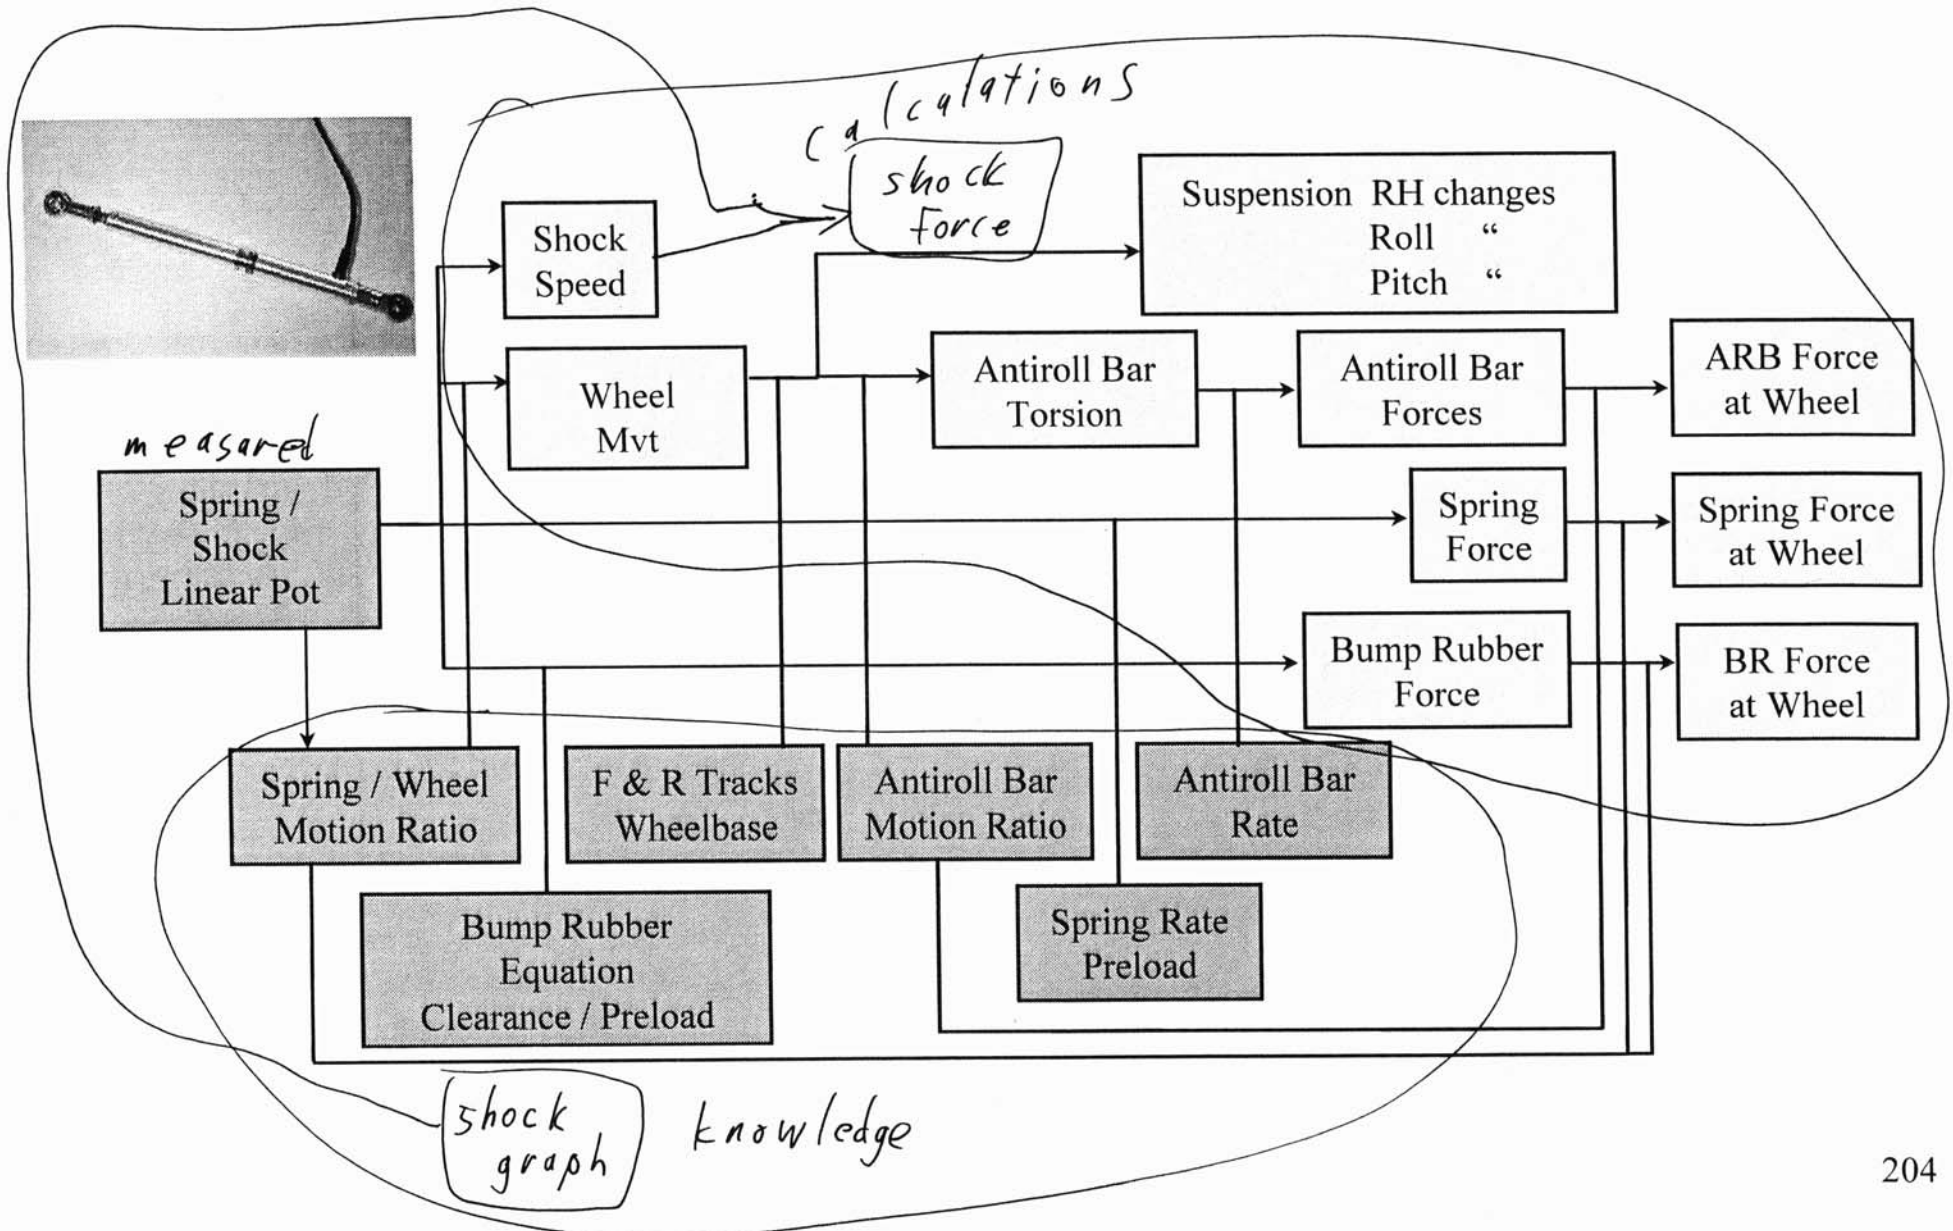 calculations
shock
Force
Suspension RH changes
Roll “
Pitch “
Shock
Speed
Wheel
Mvt
Antiroll Bar
Torsion
Antiroll Bar
Forces
ARB Force
at Wheel
measured
Spring /
Shock
Linear Pot
Spring
Force
Spring Force
at Wheel
Bump Rubber
Force
BR Force
at Wheel
Spring / Wheel
Motion Ratio
F & R Tracks
Wheelbase
Antiroll Bar
Motion Ratio
Antiroll Bar
Rate
Bump Rubber
Equation
Clearance / Preload
Spring Rate
Preload
shock
graph
knowledge
204